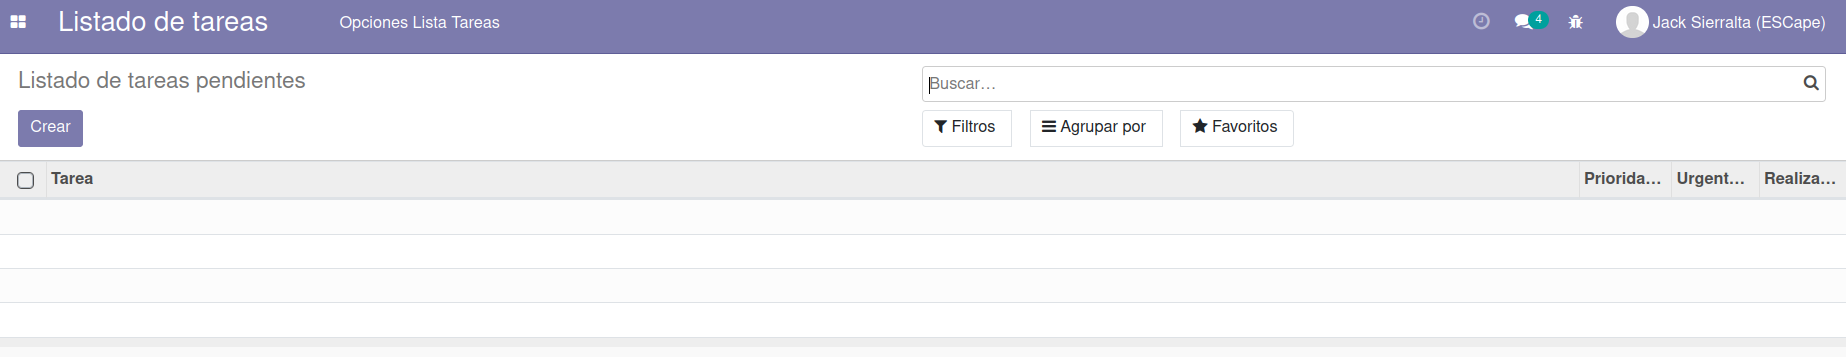 Listado de tareas
Opciones Lista Tareas
4
Jack Sierralta (ESCape)
Listado de tareas pendientes
Buscar...
Crear
Filtros
Agrupar por
Favoritos
Tarea
Priorida...
Urgent...
Realiza...